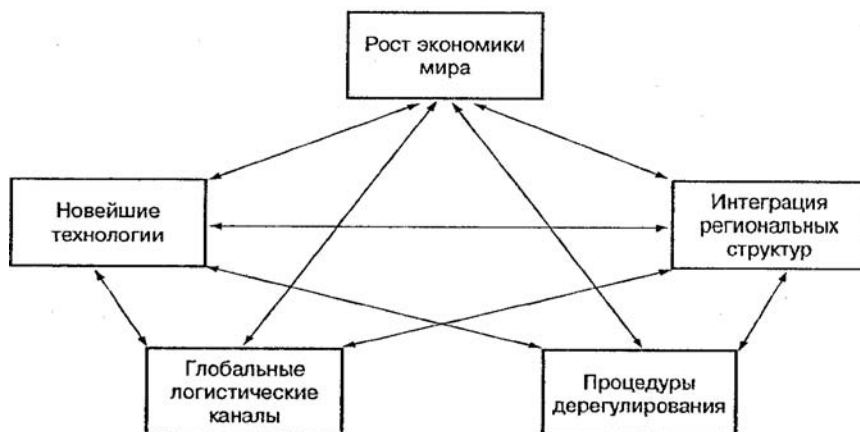 Рост экономики
мира
Новейшие
технологии
Интеграция
региональных
структур
Глобальные
логистические
каналы
Процедуры
дерегулирования